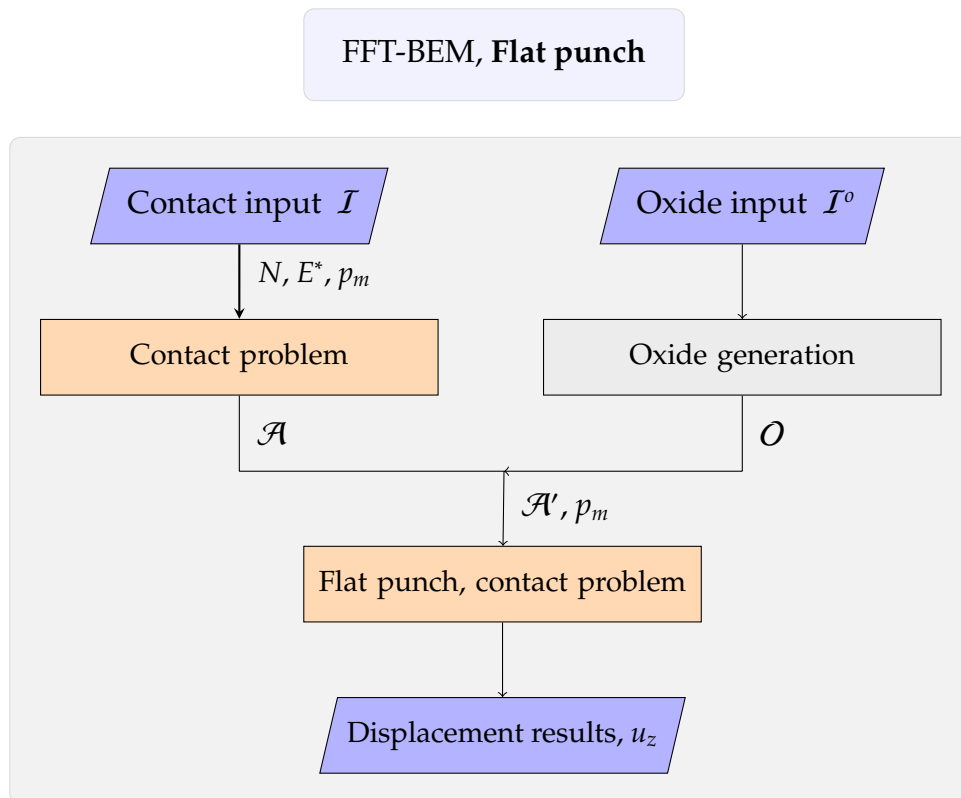 FFT-BEM, Flat punch
Contact input 𝓘
Oxide input 𝓘ᵒ
N, E*, pₘ
Contact problem
Oxide generation
𝓐
𝓞
𝓐′, pₘ
Flat punch, contact problem
Displacement results, u_z